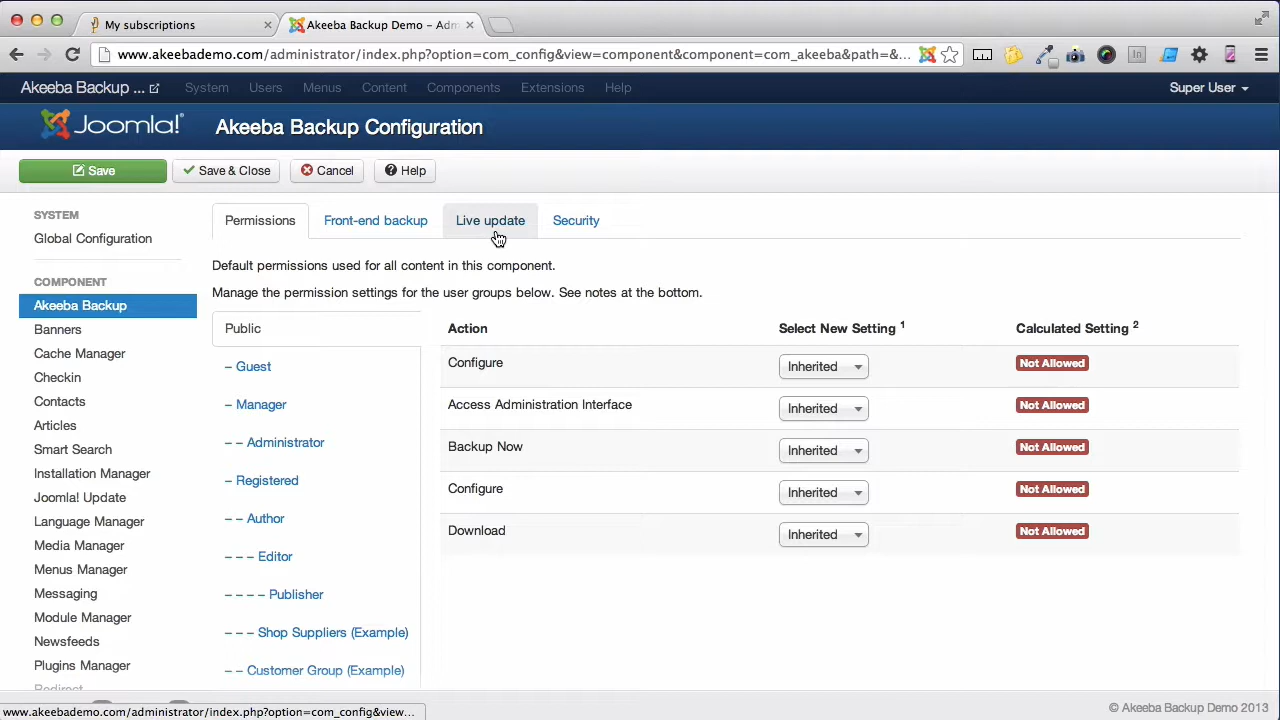 My subscriptions
Akeeba Backup Demo – Adm
www.akeebademo.com/administrator/index.php?option=com_config&view=component&component=com_akeeba&path=&...
Akeeba Backup ... System Users Menus Content Components Extensions Help Super User
Joomla!® Akeeba Backup Configuration
Save Save & Close Cancel Help
SYSTEM
Global Configuration
COMPONENT
Akeeba Backup
Banners
Cache Manager
Checkin
Contacts
Articles
Smart Search
Installation Manager
Joomla! Update
Language Manager
Media Manager
Menus Manager
Messaging
Module Manager
Newsfeeds
Plugins Manager
Redirect
Permissions Front-end backup Live update Security
Default permissions used for all content in this component.
Manage the permission settings for the user groups below. See notes at the bottom.
Public
– Guest
– Manager
– – Administrator
– Registered
– – Author
– – – Editor
– – – – Publisher
– – – Shop Suppliers (Example)
– – Customer Group (Example)
Action Select New Setting 1 Calculated Setting 2
Configure Inherited Not Allowed
Access Administration Interface Inherited Not Allowed
Backup Now Inherited Not Allowed
Configure Inherited Not Allowed
Download Inherited Not Allowed
www.akeebademo.com/administrator/index.php?option=com_config&view...
© Akeeba Backup Demo 2013